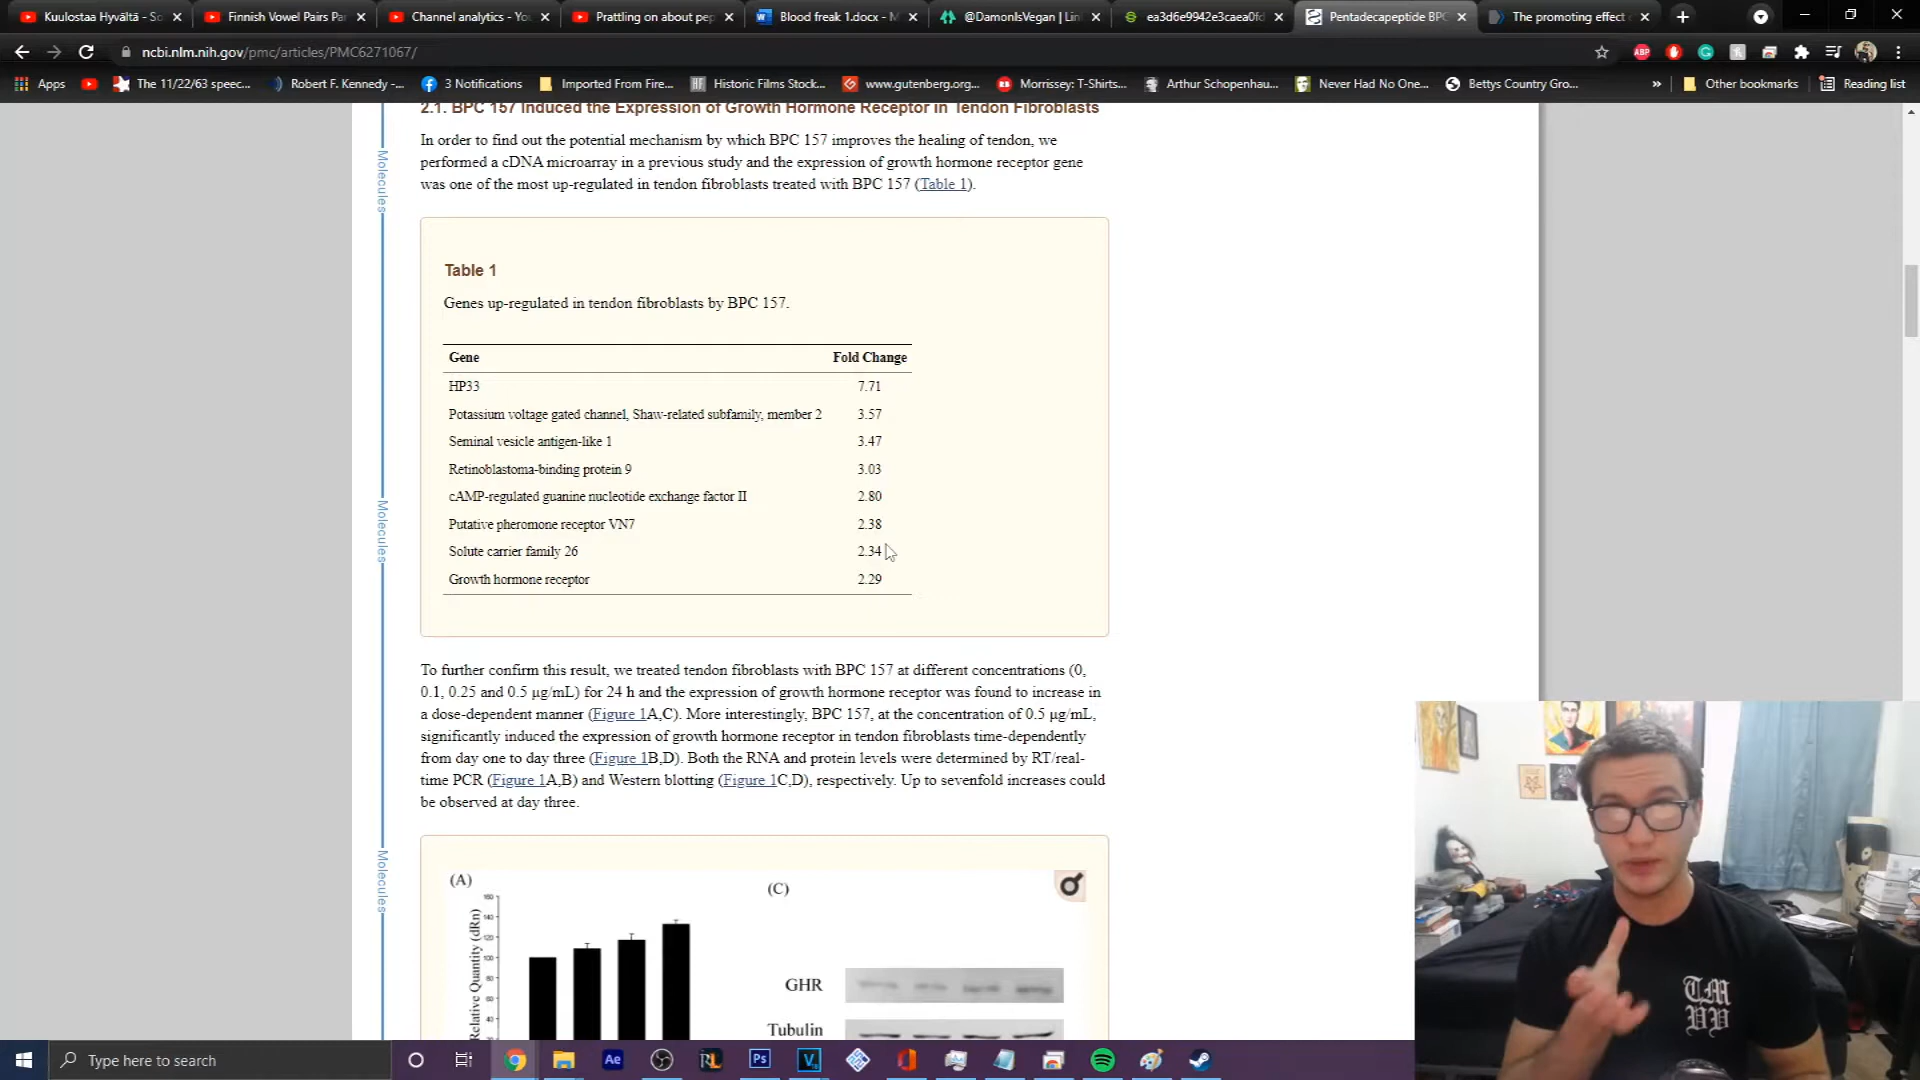 Kuulostaa Hyvältä - So
Finnish Vowel Pairs Par
Channel analytics - You
Prattling on about pep
Blood freak 1.docx - M
@DamonIsVegan | Lin
ea3d6e9942e3caea0fd
Pentadecapeptide BPC
The promoting effect
ncbi.nlm.nih.gov/pmc/articles/PMC6271067/
Apps
The 11/22/63 speec...
Robert F. Kennedy -...
3 Notifications
Imported From Fire...
Historic Films Stock...
www.gutenberg.org...
Morrissey: T-Shirts...
Arthur Schopenhau...
Never Had No One...
Bettys Country Gro...
»
Other bookmarks
Reading list
2.1. BPC 157 Induced the Expression of Growth Hormone Receptor in Tendon Fibroblasts
In order to find out the potential mechanism by which BPC 157 improves the healing of tendon, we
performed a cDNA microarray in a previous study and the expression of growth hormone receptor gene
was one of the most up-regulated in tendon fibroblasts treated with BPC 157 (Table 1).
Table 1
Genes up-regulated in tendon fibroblasts by BPC 157.
Gene Fold Change
HP33 7.71
Potassium voltage gated channel, Shaw-related subfamily, member 2 3.57
Seminal vesicle antigen-like 1 3.47
Retinoblastoma-binding protein 9 3.03
cAMP-regulated guanine nucleotide exchange factor II 2.80
Putative pheromone receptor VN7 2.38
Solute carrier family 26 2.34
Growth hormone receptor 2.29
To further confirm this result, we treated tendon fibroblasts with BPC 157 at different concentrations (0,
0.1, 0.25 and 0.5 μg/mL) for 24 h and the expression of growth hormone receptor was found to increase in
a dose-dependent manner (Figure 1A,C). More interestingly, BPC 157, at the concentration of 0.5 μg/mL,
significantly induced the expression of growth hormone receptor in tendon fibroblasts time-dependently
from day one to day three (Figure 1B,D). Both the RNA and protein levels were determined by RT/real-
time PCR (Figure 1A,B) and Western blotting (Figure 1C,D), respectively. Up to sevenfold increases could
be observed at day three.
(A)
(C)
Relative Quantity (dRn)
160
140
120
100
80
60
40
GHR
Tubulin
Molecules
Molecules
Molecules
TM
VV
Type here to search